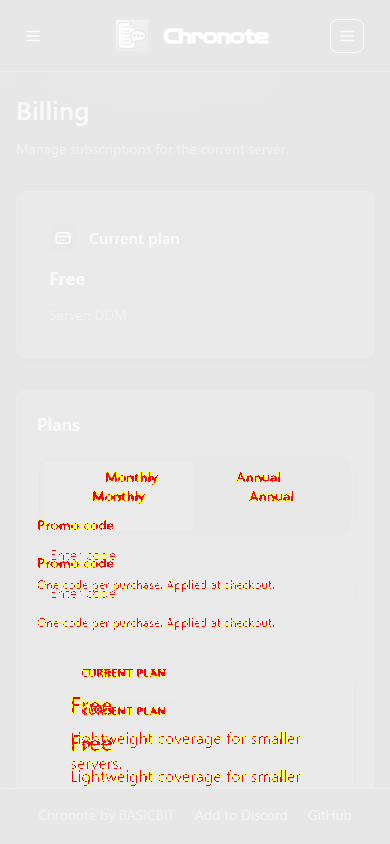 Chronote
Billing
Manage subscriptions for the current server.
Current plan
Free
Server: DDM
Plans
Monthly Annual
Monthly Annual
Promo code
Enter code
Promo code
One code per purchase. Applied at checkout.
Enter code
One code per purchase. Applied at checkout.
CURRENT PLAN
Free
CURRENT PLAN
Lightweight coverage for smaller
Free
servers.
Lightweight coverage for smaller
Chronote by BASICBIT Add to Discord GitHub